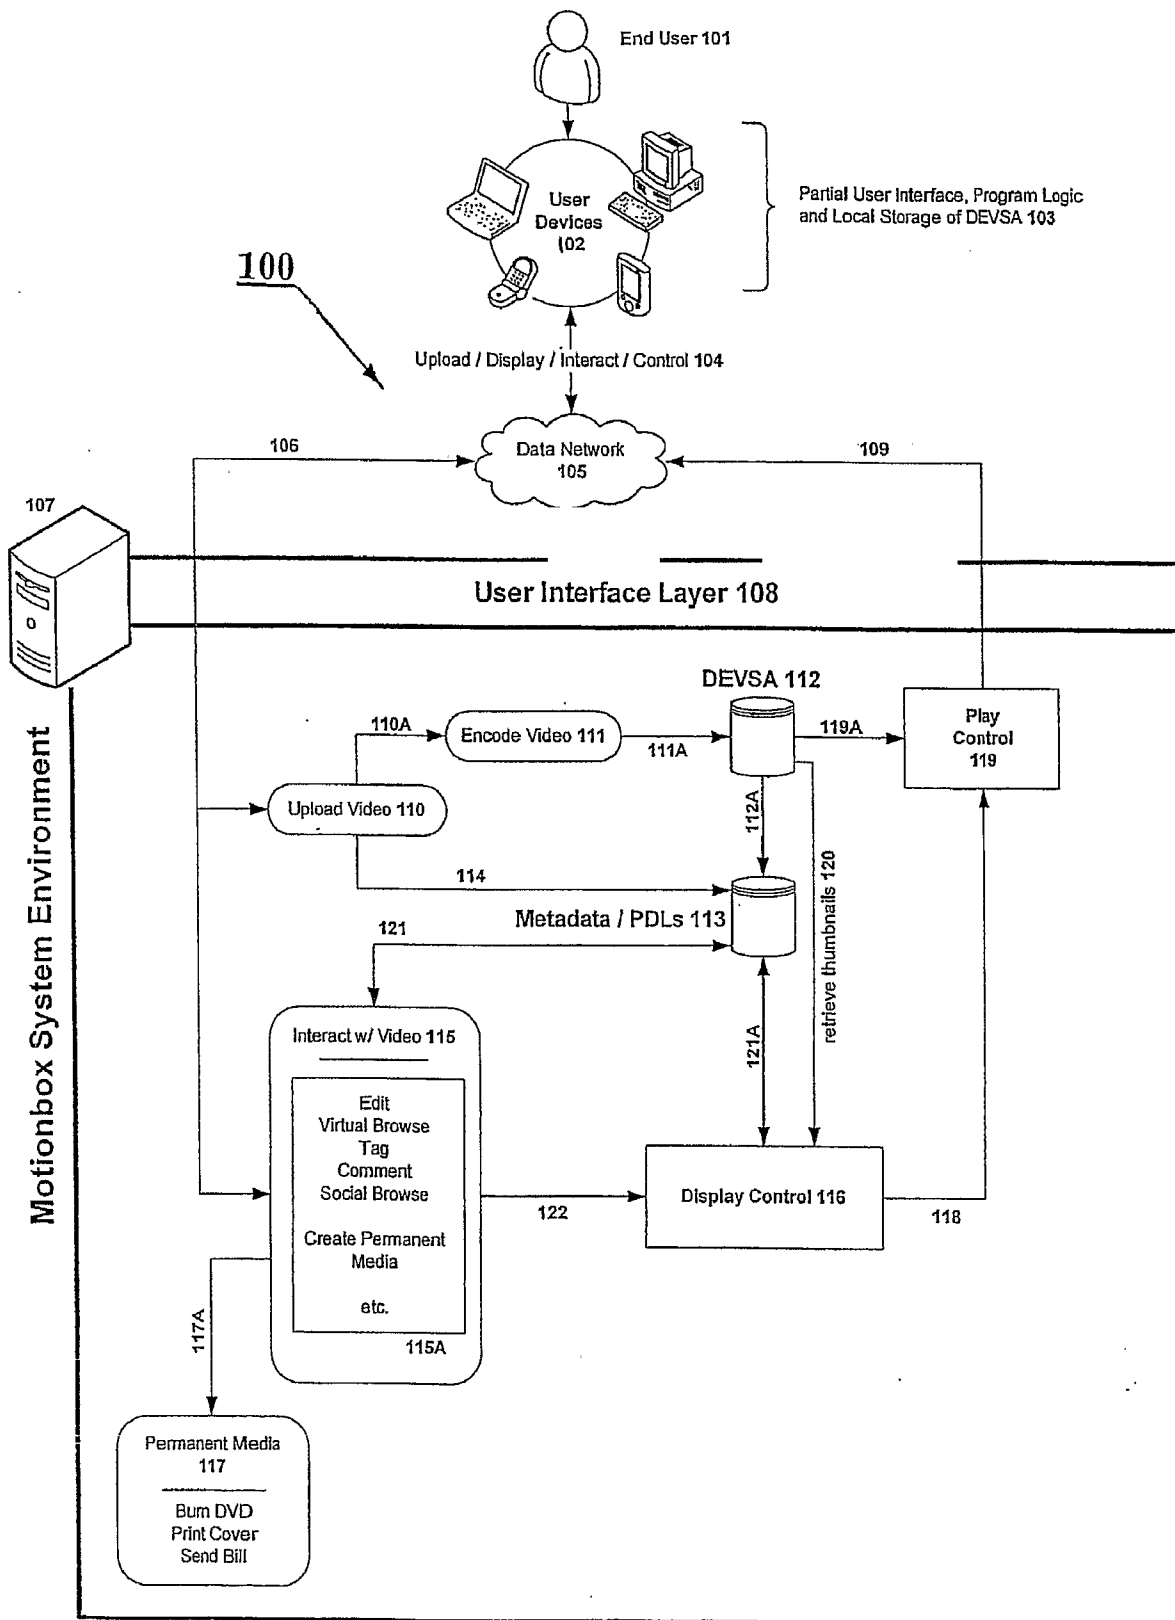 End User 101
User
Devices
102
Partial User Interface, Program Logic
and Local Storage of DEVSA 103
100
Upload / Display / Interact / Control 104
106
Data Network
105
109
107
User Interface Layer 108
Motionbox System Environment
DEVSA 112
110A
Encode Video 111
111A
119A
Play
Control
119
Upload Video 110
112A
114
retrieve thumbnails 120
Metadata / PDLs 113
121
Interact w/ Video 115
121A
Edit
Virtual Browse
Tag
Comment
Social Browse
Create Permanent
Media
etc.
115A
122
Display Control 116
118
117A
Permanent Media
117
Burn DVD
Print Cover
Send Bill